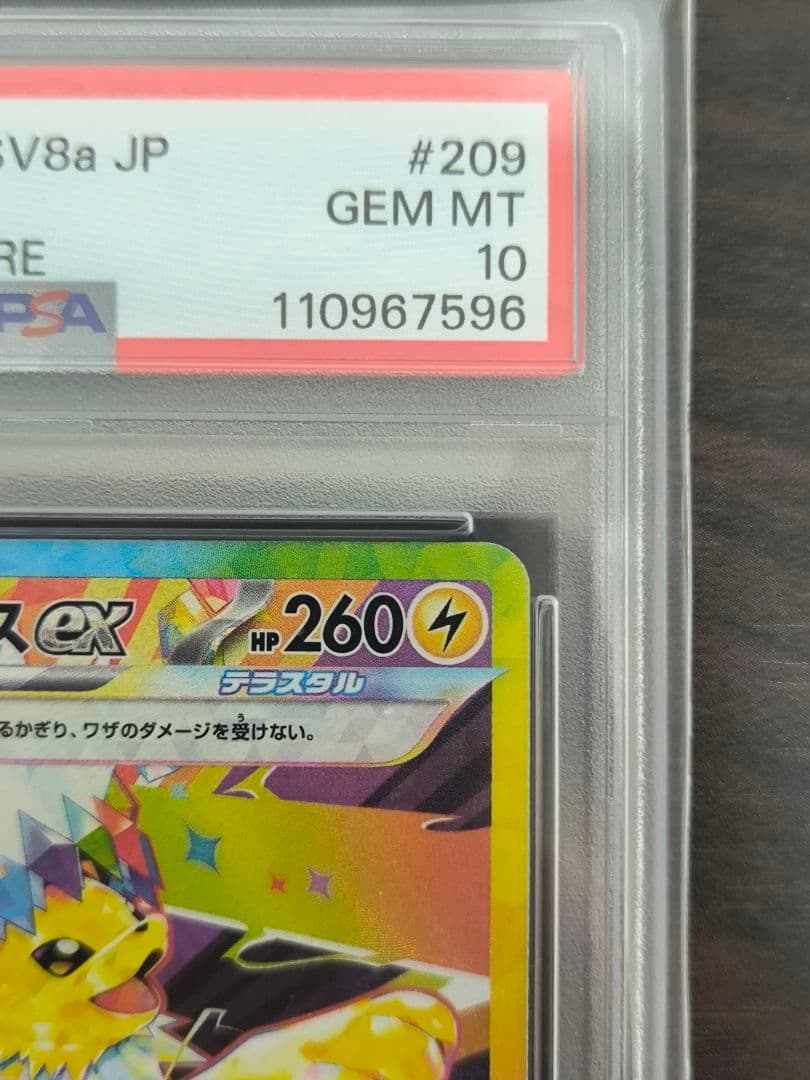 SV8a JP
#209
GEM MT
RE
10
PSA
110967596
ス ex HP 260
テラスタル
るかぎり、ワザのダメージを受けない。